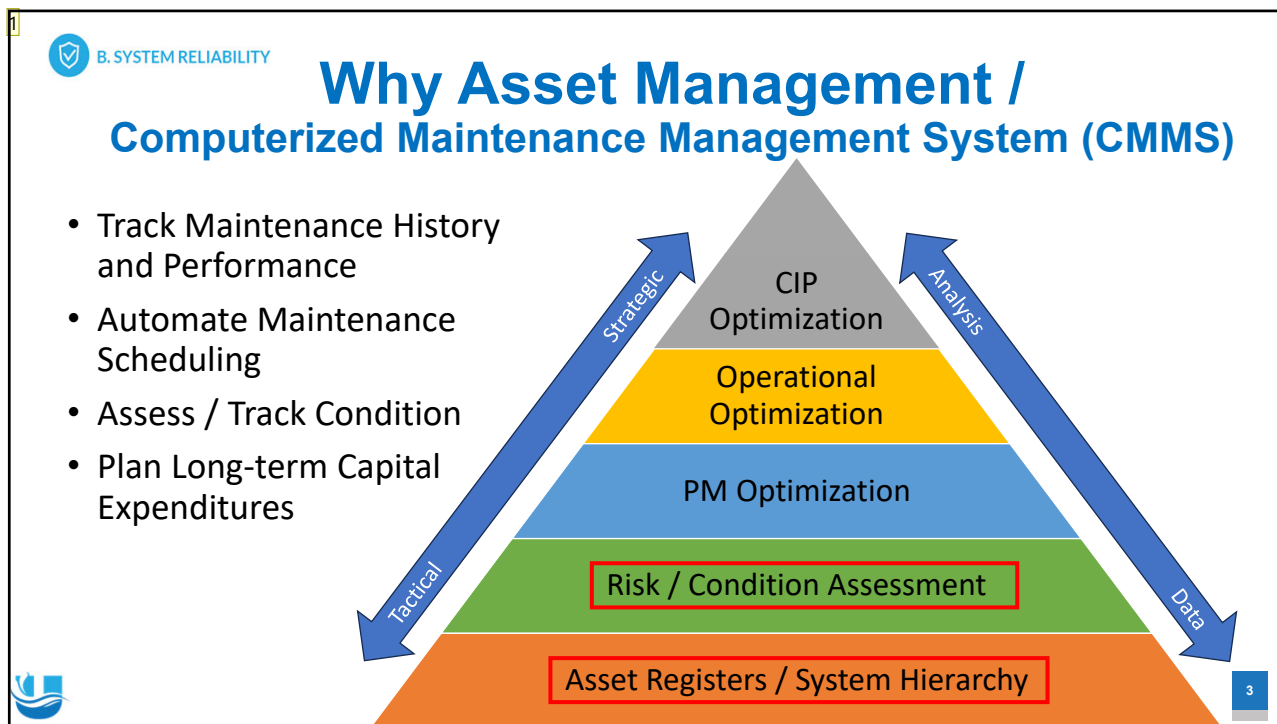 1
B. SYSTEM RELIABILITY
Why Asset Management /
Computerized Maintenance Management System (CMMS)
• Track Maintenance History
and Performance
• Automate Maintenance
Scheduling
• Assess / Track Condition
• Plan Long-term Capital
Expenditures
Strategic
Tactical
CIP
Optimization
Operational
Optimization
PM Optimization
Risk / Condition Assessment
Asset Registers / System Hierarchy
Analysis
Data
3